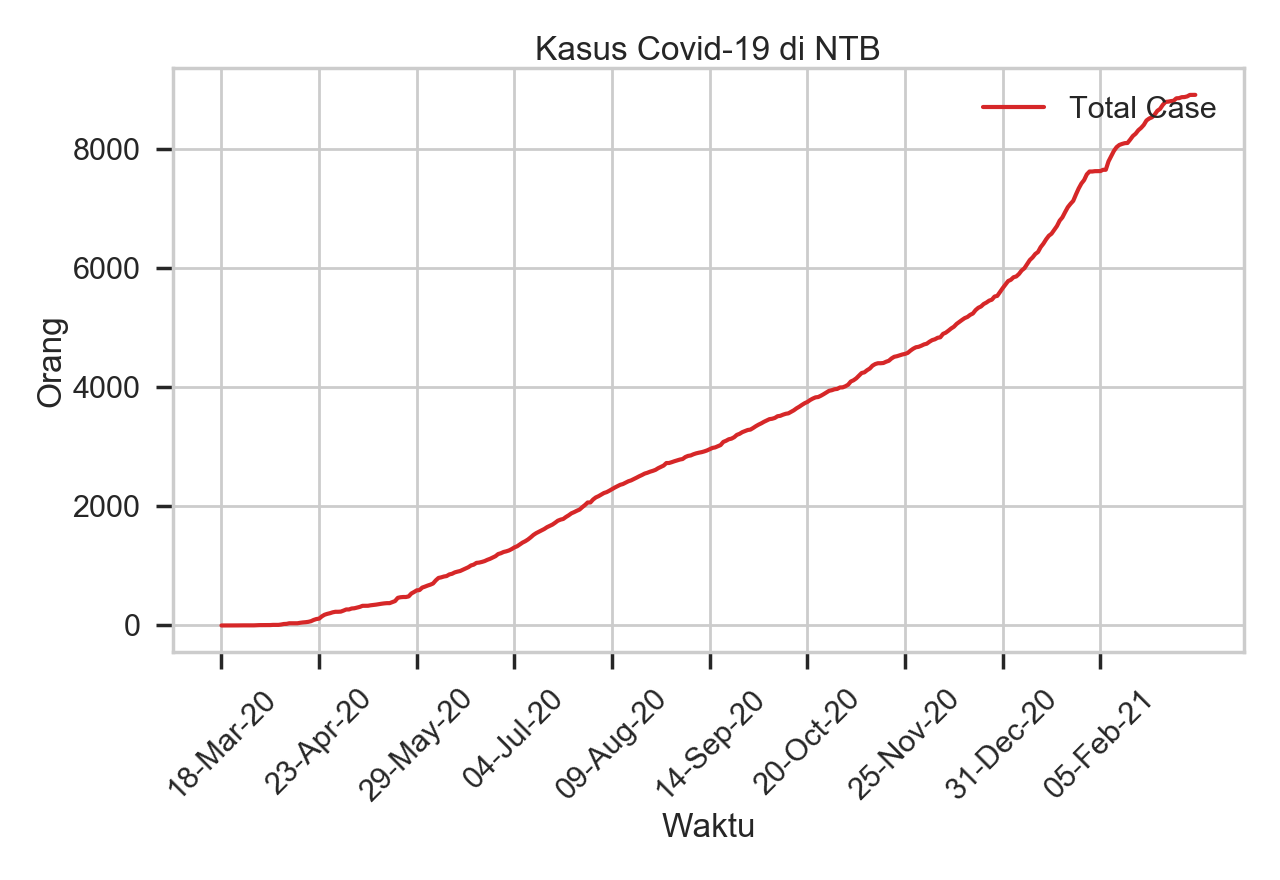 Kasus Covid-19 di NTB
Total Case
8000
6000
4000
2000
0
Orang
18-Mar-20
23-Apr-20
29-May-20
04-Jul-20
09-Aug-20
14-Sep-20
20-Oct-20
25-Nov-20
31-Dec-20
05-Feb-21
Waktu